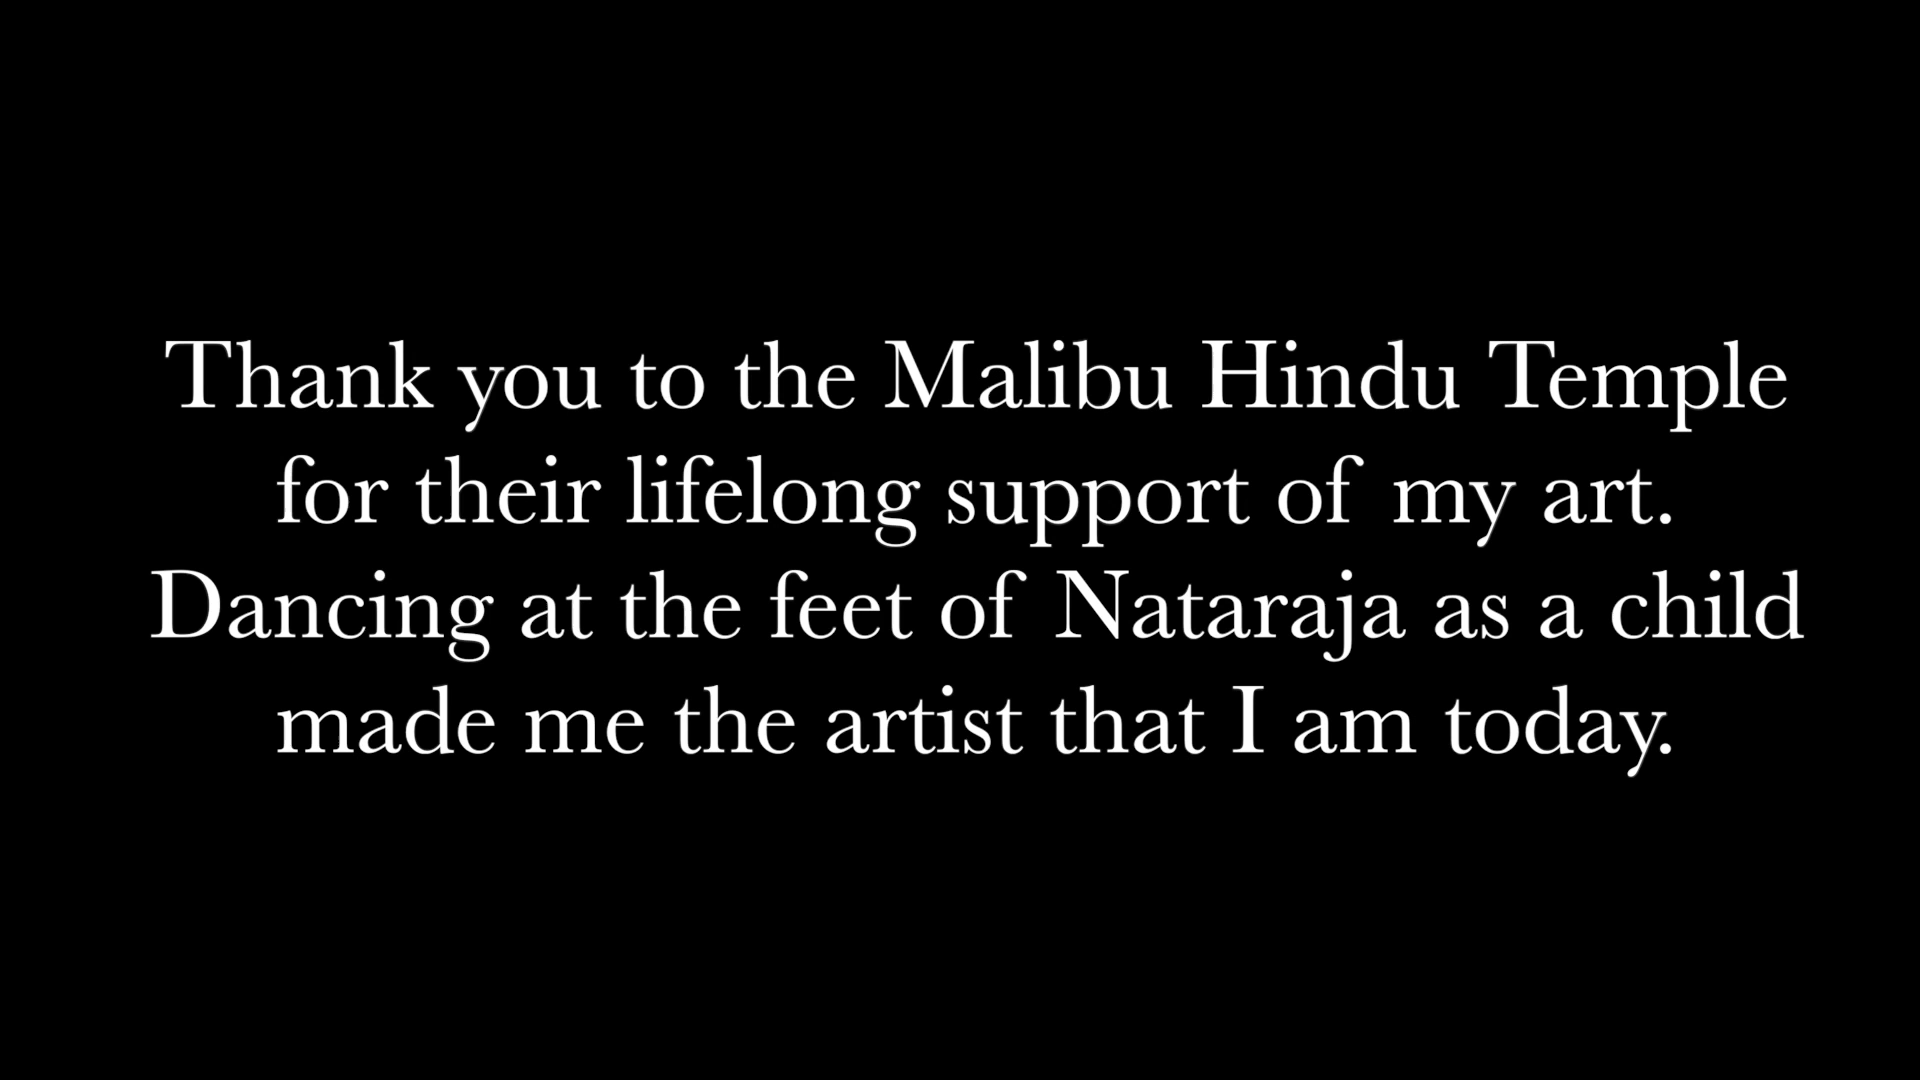 Thank you to the Malibu Hindu Temple
for their lifelong support of my art.
Dancing at the feet of Nataraja as a child
made me the artist that I am today.